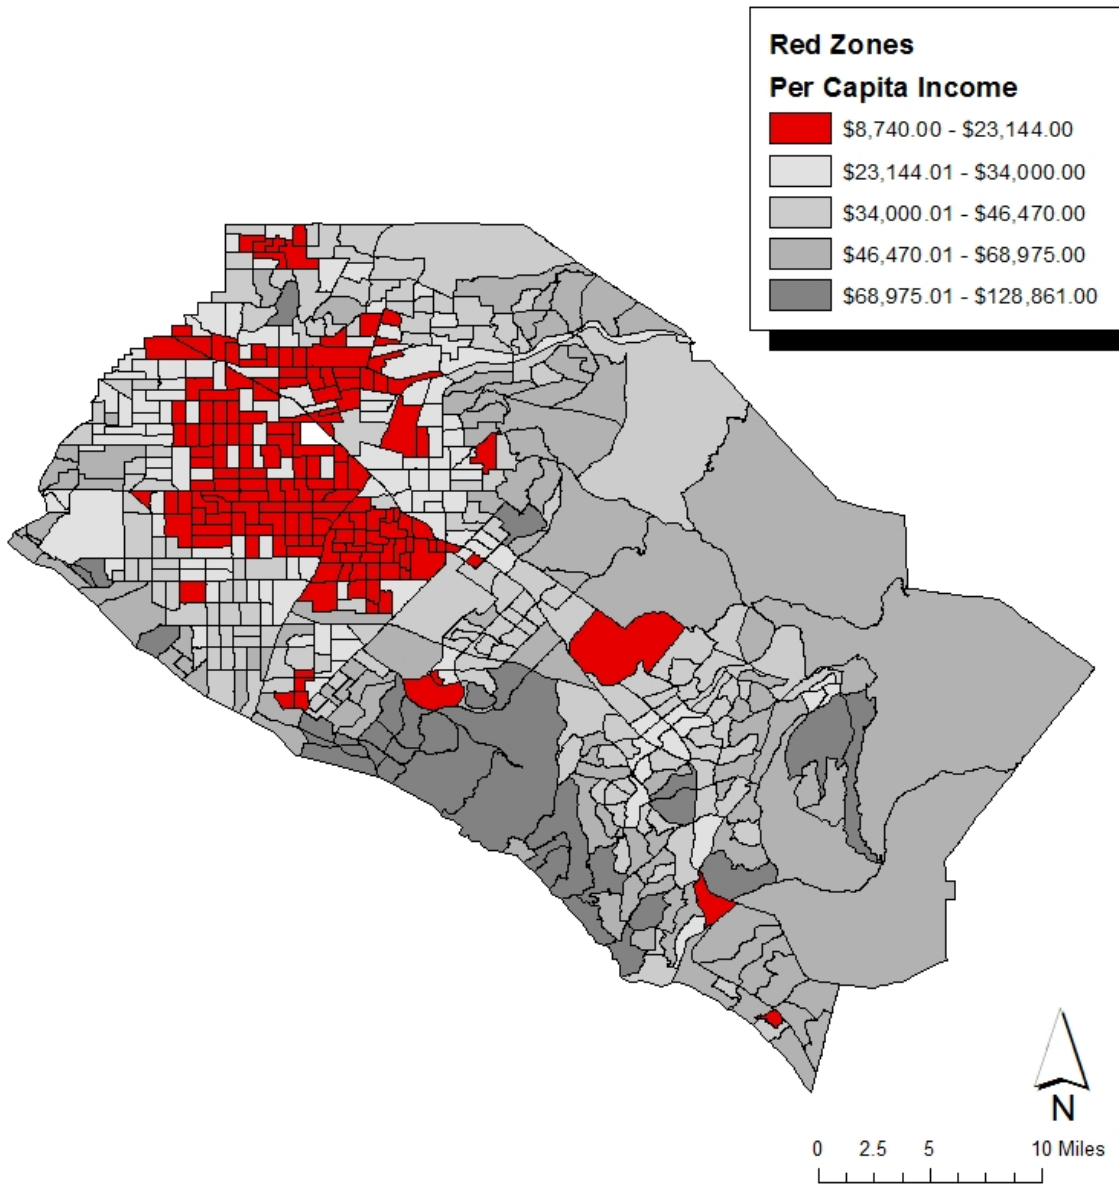 Red Zones
Per Capita Income
$8,740.00 - $23,144.00
$23,144.01 - $34,000.00
$34,000.01 - $46,470.00
$46,470.01 - $68,975.00
$68,975.01 - $128,861.00
N
0 2.5 5 10 Miles